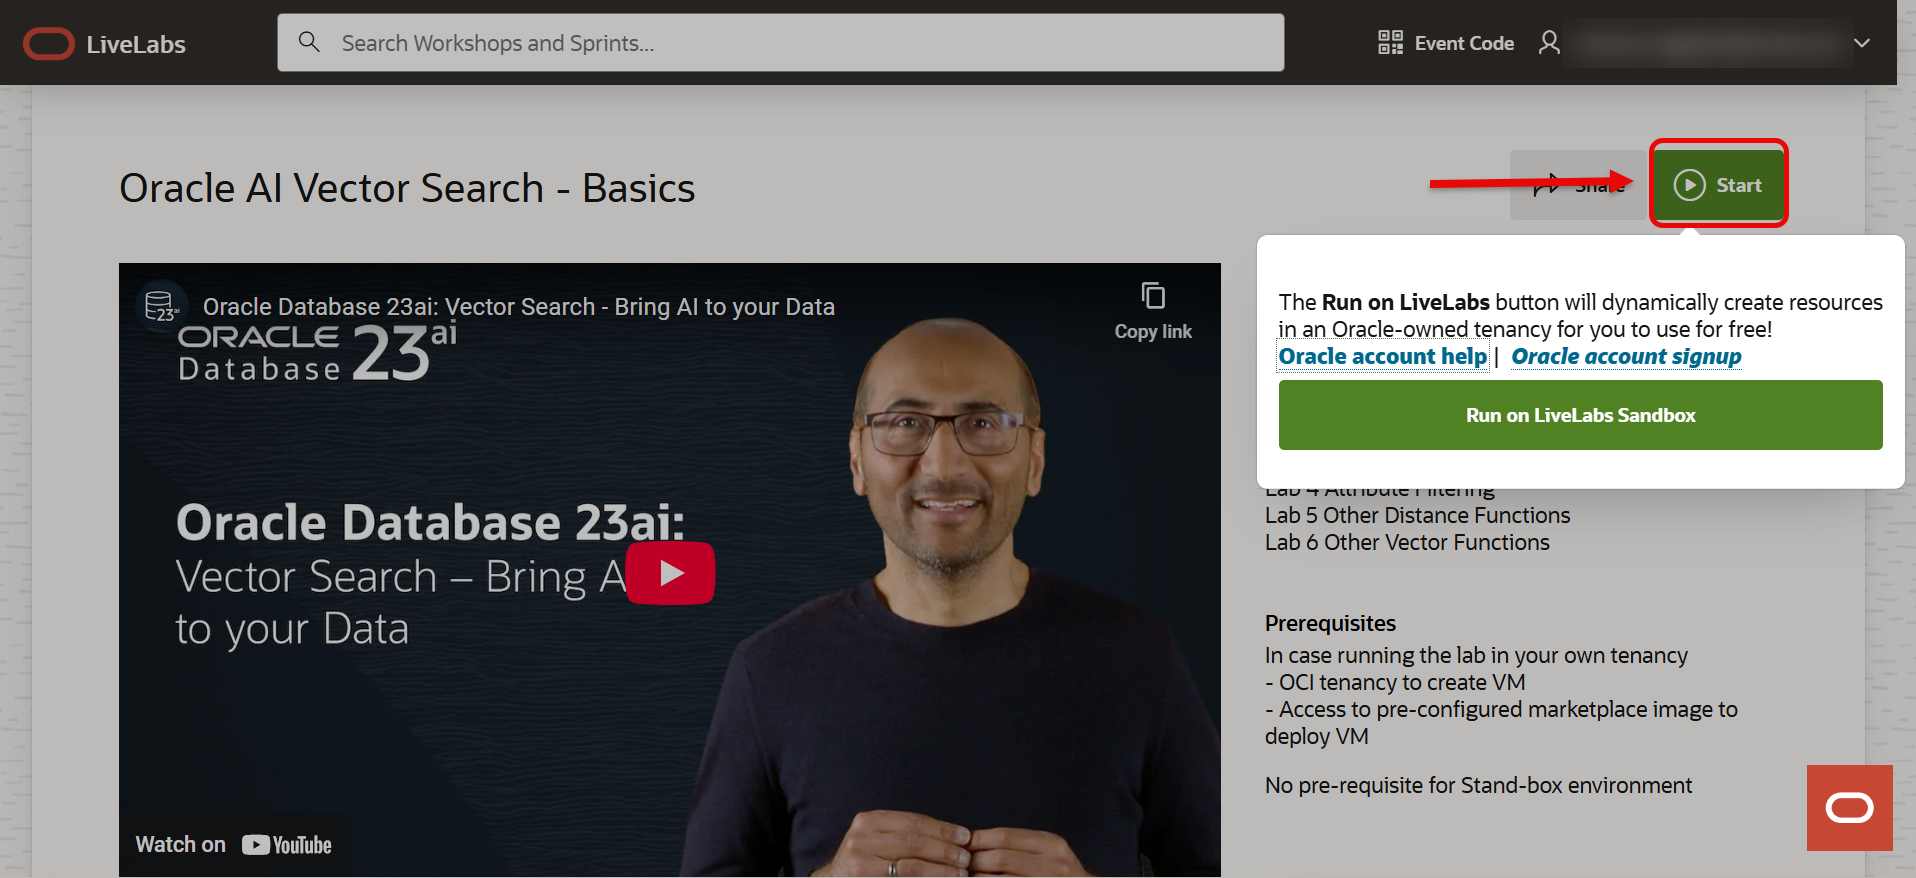 LiveLabs
Search Workshops and Sprints...
Event Code
Oracle AI Vector Search - Basics
Share
Start
The Run on LiveLabs button will dynamically create resources
in an Oracle-owned tenancy for you to use for free!
Oracle account help | Oracle account signup
Run on LiveLabs Sandbox
Oracle Database 23ai: Vector Search - Bring AI to your Data
23ai
Copy link
ORACLE
Database 23ai
Oracle Database 23ai:
Vector Search – Bring A
to your Data
Watch on YouTube
Lab 4 Attribute Filtering
Lab 5 Other Distance Functions
Lab 6 Other Vector Functions
Prerequisites
In case running the lab in your own tenancy
- OCI tenancy to create VM
- Access to pre-configured marketplace image to
deploy VM
No pre-requisite for Stand-box environment